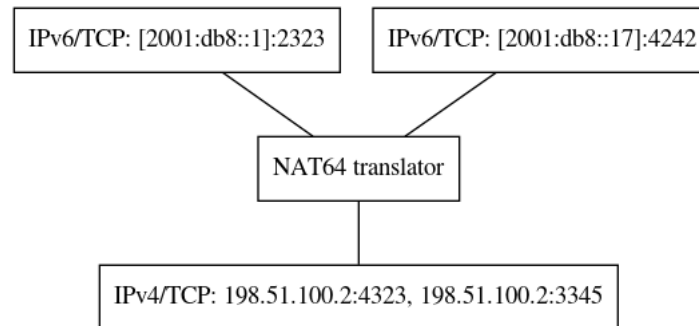 IPv6/TCP: [2001:db8::1]:2323
IPv6/TCP: [2001:db8::17]:4242
NAT64 translator
IPv4/TCP: 198.51.100.2:4323, 198.51.100.2:3345